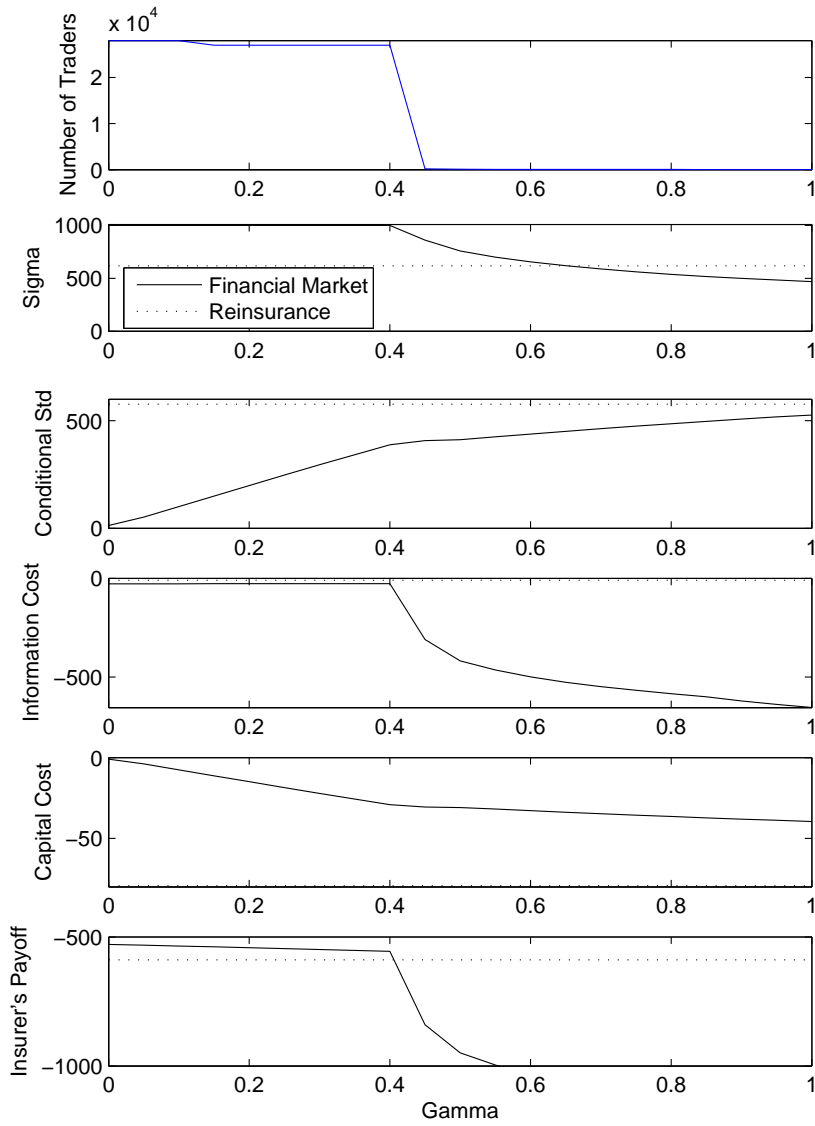 x 10^4
Number of Traders
2
1
0
0 0.2 0.4 0.6 0.8 1
Sigma
1000
500
0
Financial Market
Reinsurance
0 0.2 0.4 0.6 0.8 1
Conditional Std
500
0
0 0.2 0.4 0.6 0.8 1
Information Cost
0
−500
0 0.2 0.4 0.6 0.8 1
Capital Cost
0
−50
0 0.2 0.4 0.6 0.8 1
Insurer's Payoff
−500
−1000
0 0.2 0.4 0.6 0.8 1
Gamma